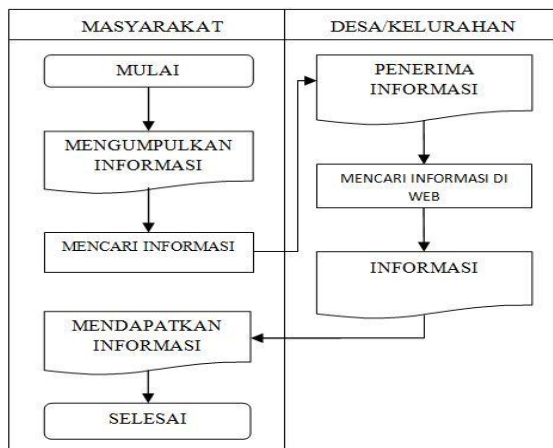 MASYARAKAT
DESA/KELURAHAN
MULAI
MENGUMPULKAN
INFORMASI
MENCARI INFORMASI
PENERIMA
INFORMASI
MENCARI INFORMASI DI
WEB
INFORMASI
MENDAPATKAN
INFORMASI
SELESAI